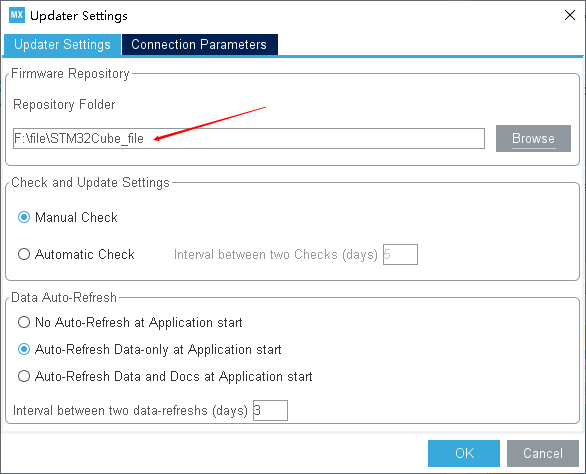 MX Updater Settings
Updater Settings Connection Parameters
Firmware Repository
Repository Folder
F:\file\STM32Cube_file Browse
Check and Update Settings
Manual Check
Automatic Check Interval between two Checks (days) 5
Data Auto-Refresh
No Auto-Refresh at Application start
Auto-Refresh Data-only at Application start
Auto-Refresh Data and Docs at Application start
Interval between two data-refreshs (days) 3
OK Cancel